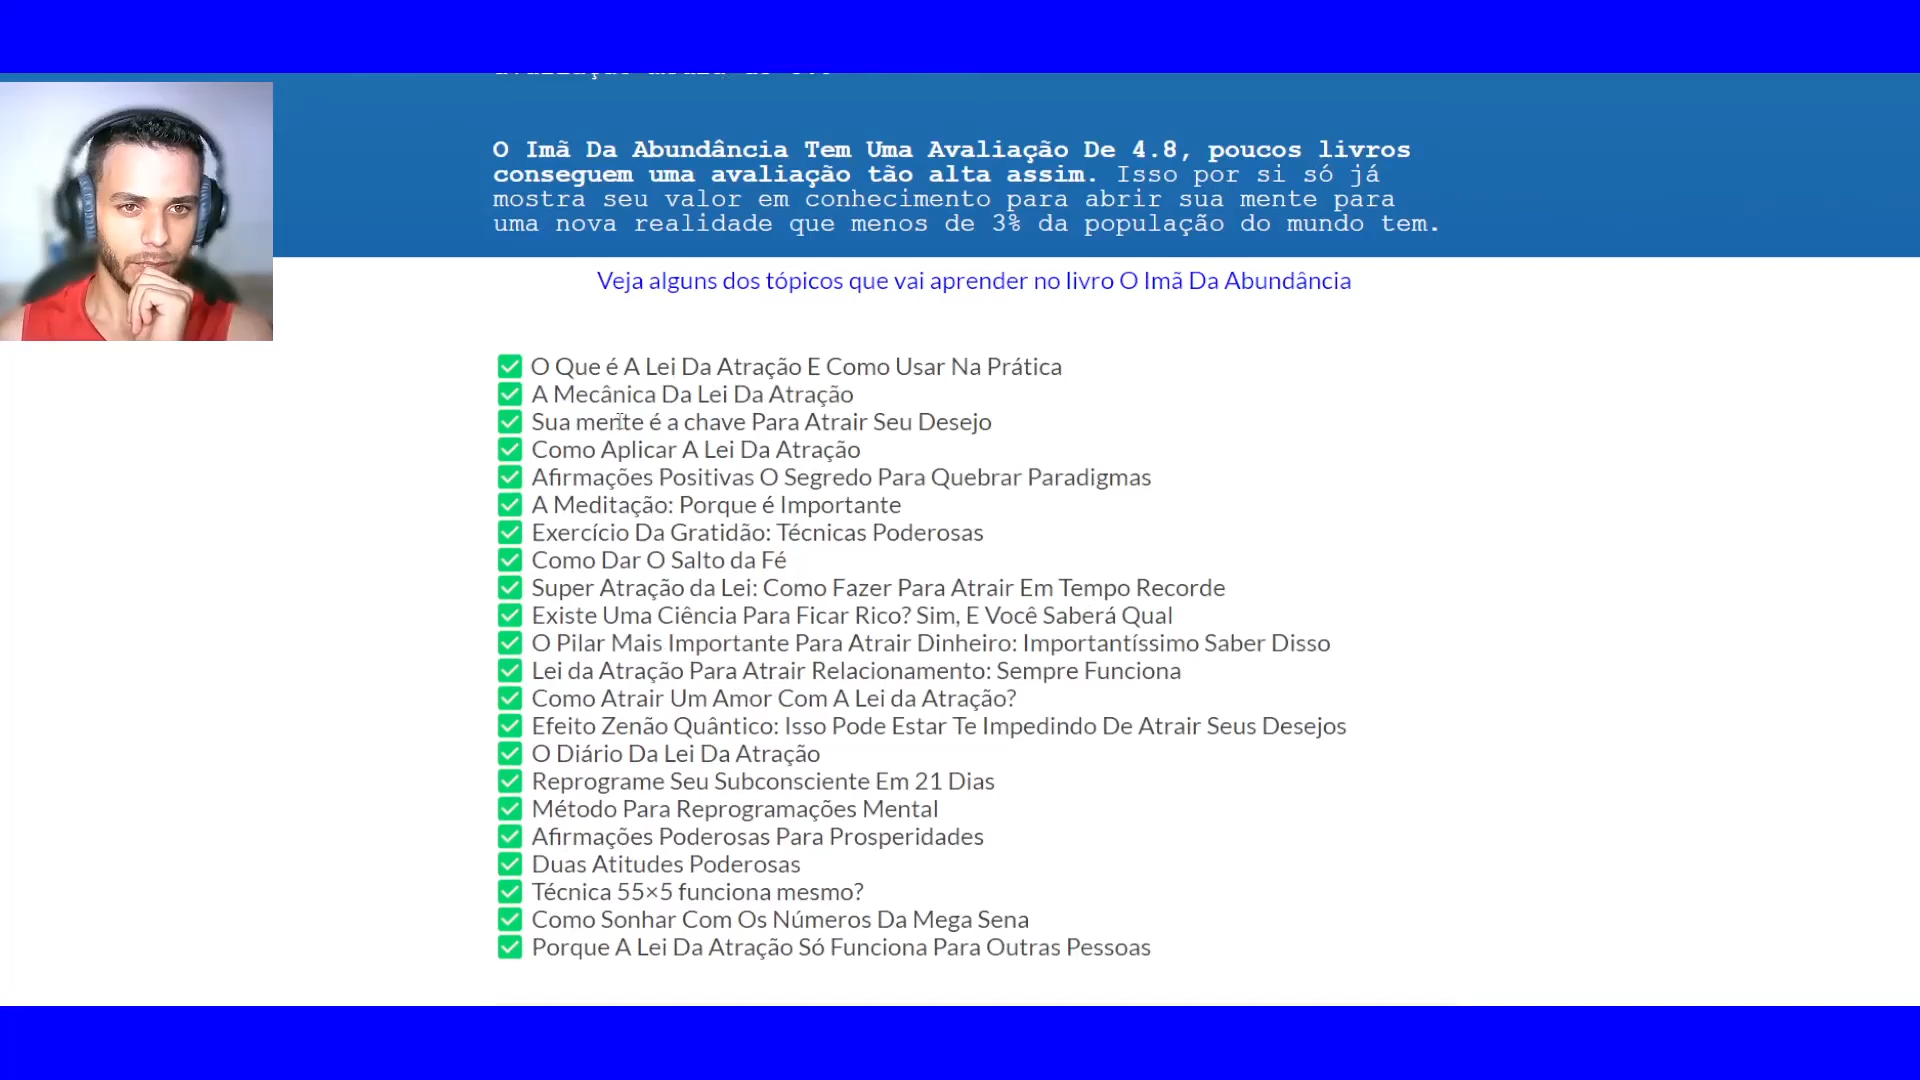 O Imã Da Abundância Tem Uma Avaliação De 4.8, poucos livros
conseguem uma avaliação tão alta assim. Isso por si só já
mostra seu valor em conhecimento para abrir sua mente para
uma nova realidade que menos de 3% da população do mundo tem.
Veja alguns dos tópicos que vai aprender no livro O Imã Da Abundância
O Que é A Lei Da Atração E Como Usar Na Prática
A Mecânica Da Lei Da Atração
Sua mente é a chave Para Atrair Seu Desejo
Como Aplicar A Lei Da Atração
Afirmações Positivas O Segredo Para Quebrar Paradigmas
A Meditação: Porque é Importante
Exercício Da Gratidão: Técnicas Poderosas
Como Dar O Salto da Fé
Super Atração da Lei: Como Fazer Para Atrair Em Tempo Recorde
Existe Uma Ciência Para Ficar Rico? Sim, E Você Saberá Qual
O Pilar Mais Importante Para Atrair Dinheiro: Importantíssimo Saber Disso
Lei da Atração Para Atrair Relacionamento: Sempre Funciona
Como Atrair Um Amor Com A Lei da Atração?
Efeito Zenão Quântico: Isso Pode Estar Te Impedindo De Atrair Seus Desejos
O Diário Da Lei Da Atração
Reprograme Seu Subconsciente Em 21 Dias
Método Para Reprogramações Mental
Afirmações Poderosas Para Prosperidades
Duas Atitudes Poderosas
Técnica 55×5 funciona mesmo?
Como Sonhar Com Os Números Da Mega Sena
Porque A Lei Da Atração Só Funciona Para Outras Pessoas